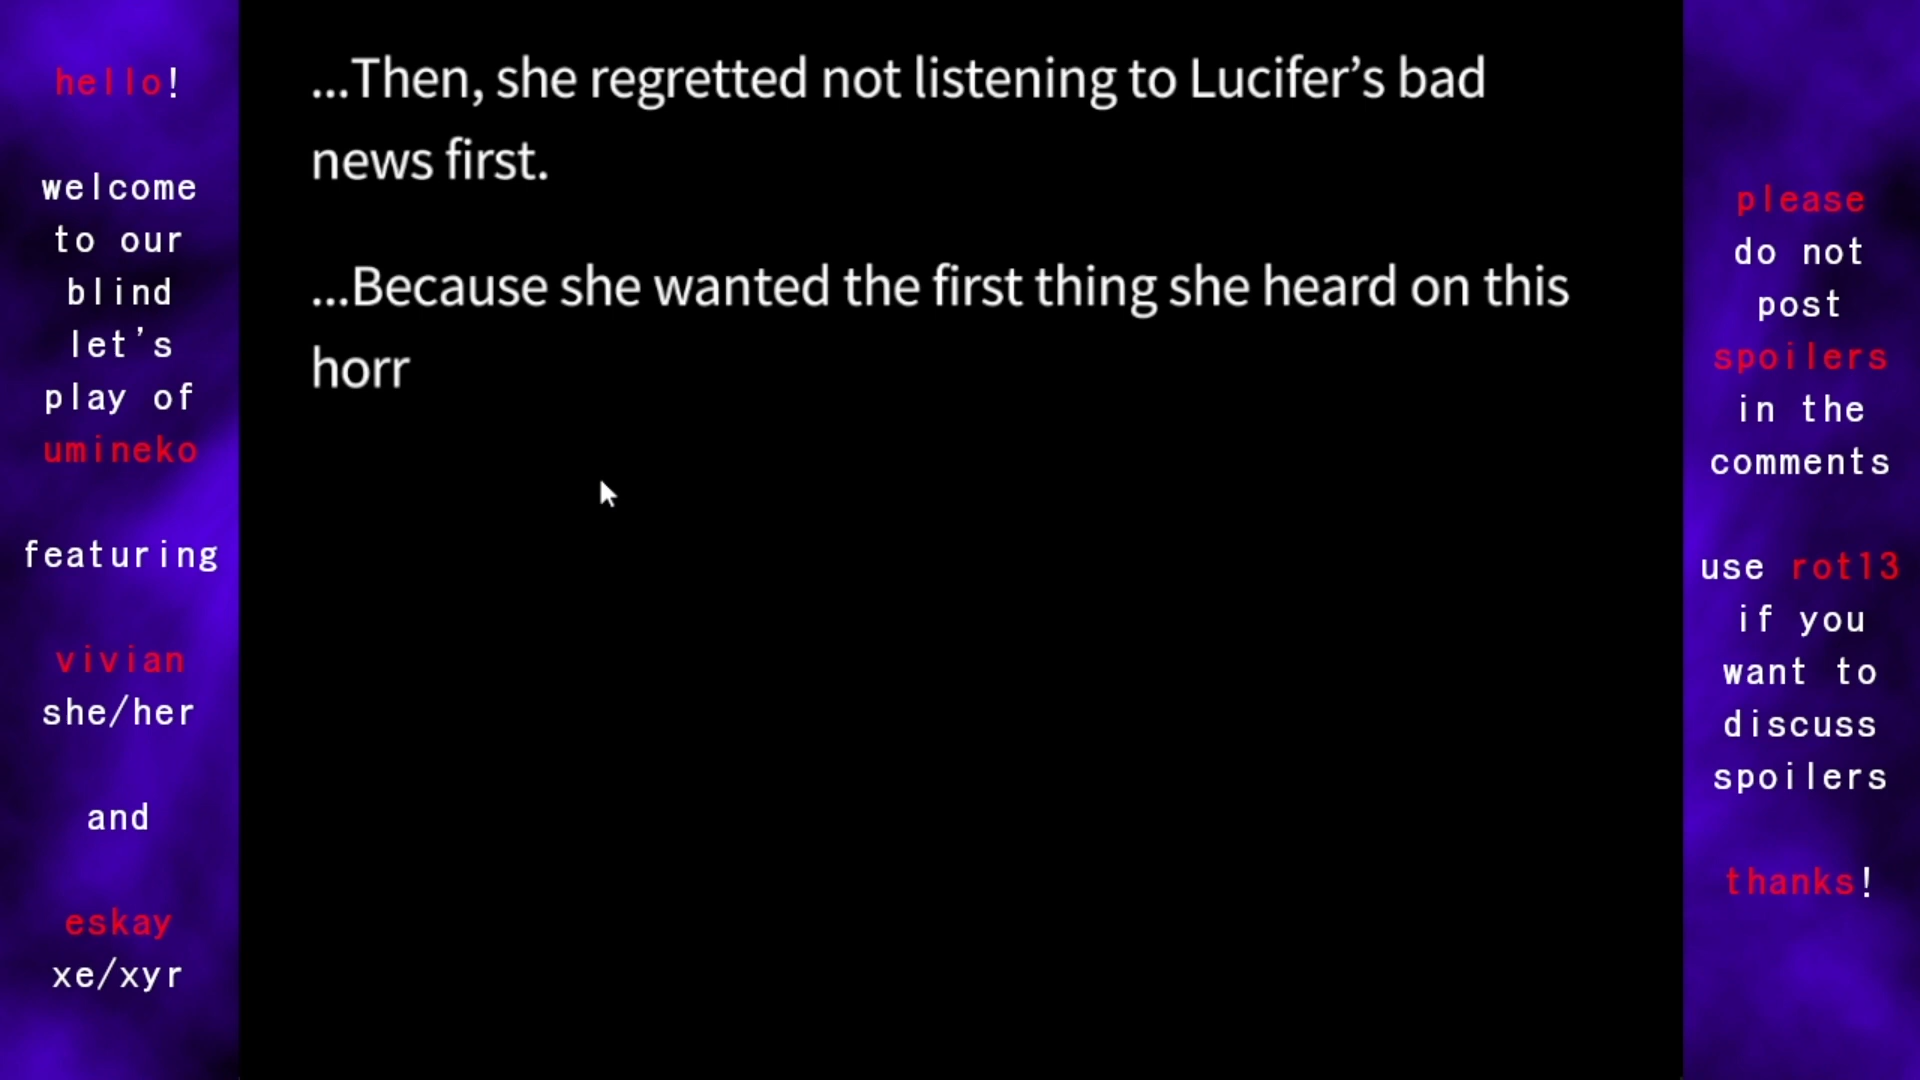 hello!
welcome
to our
blind
let's
play of
umineko
featuring
vivian
she/her
and
eskay
xe/xyr
...Then, she regretted not listening to Lucifer’s bad
news first.
...Because she wanted the first thing she heard on this
horr
please
do not
post
spoilers
in the
comments
use rot13
if you
want to
discuss
spoilers
thanks!